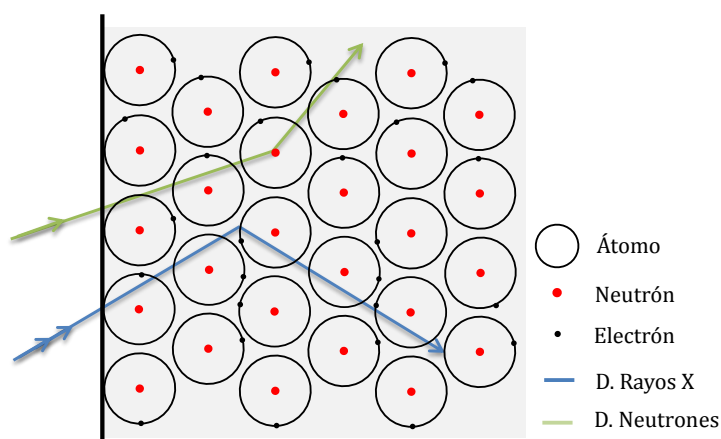 Átomo
Neutrón
Electrón
D. Rayos X
D. Neutrones